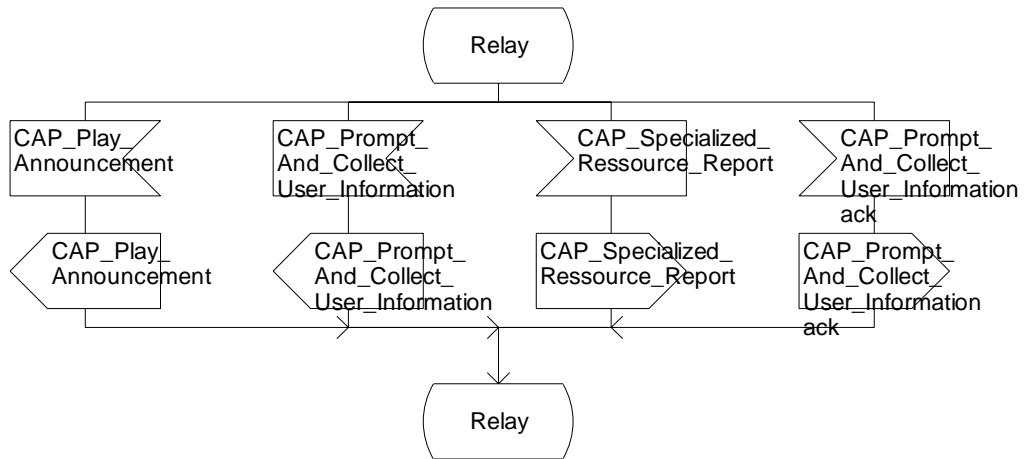 Relay
CAP_Play_
Announcement
CAP_Prompt_
And_Collect_
User_Information
CAP_Specialized_
Ressource_Report
CAP_Prompt_
And_Collect_
User_Information
ack
CAP_Play_
Announcement
CAP_Prompt_
And_Collect_
User_Information
CAP_Specialized_
Ressource_Report
CAP_Prompt_
And_Collect_
User_Information
ack
Relay